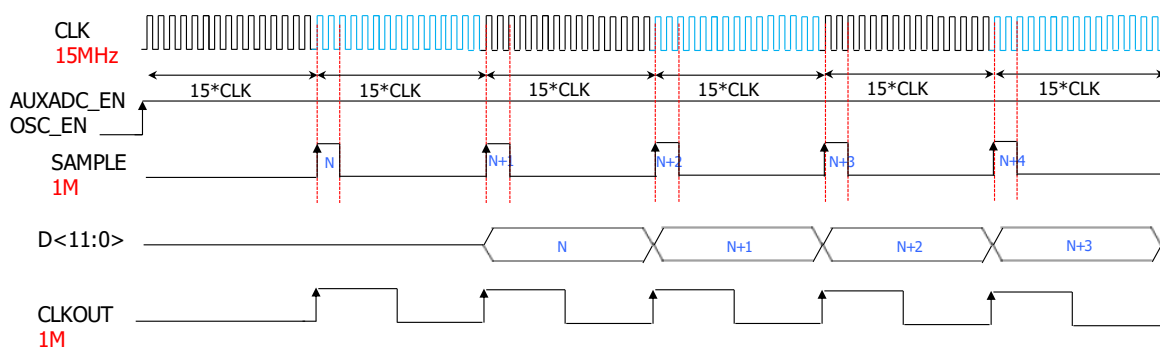 CLK
15MHz
15*CLK 15*CLK 15*CLK 15*CLK 15*CLK 15*CLK
AUXADC_EN
OSC_EN
SAMPLE
1M
N N+1 N+2 N+3 N+4
D<11:0>
N N+1 N+2 N+3
CLKOUT
1M